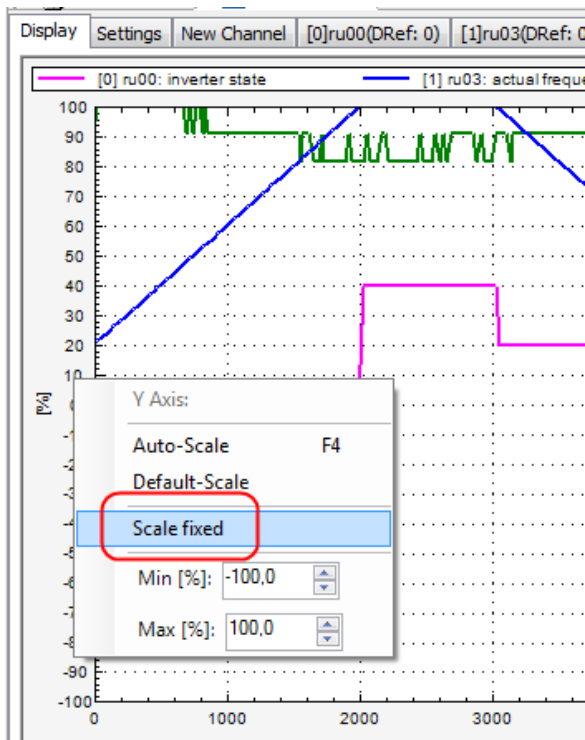 Display Settings New Channel [0]ru00(DRef: 0) [1]ru03(DRef: 0
[0] ru00: inverter state [1] ru03: actual freque
100
90
80
70
60
50
40
30
20
10
[%]
Y Axis:
Auto-Scale F4
Default-Scale
Scale fixed
Min [%]: -100,0
Max [%]: 100,0
-90
-100
0 1000 2000 3000